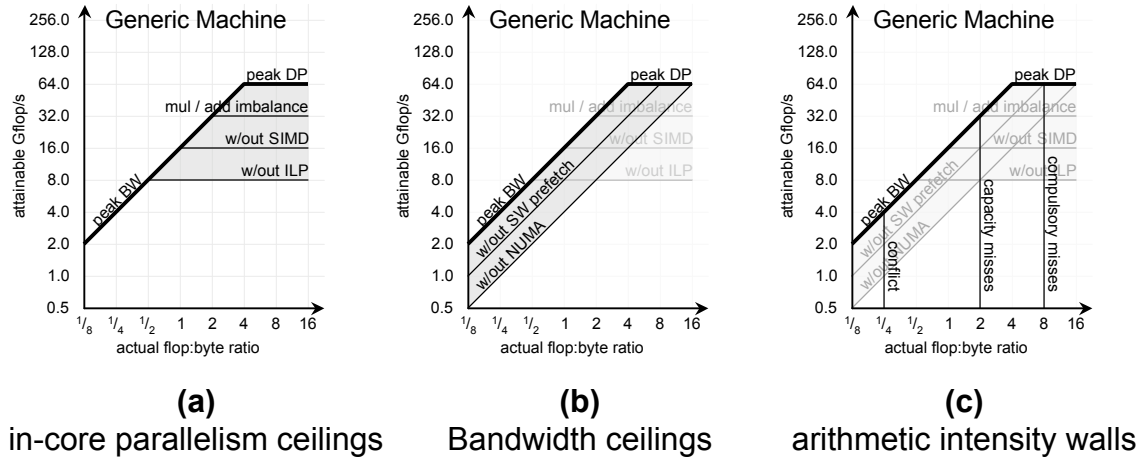 Generic Machine
256.0
128.0
64.0
32.0
16.0
8.0
4.0
2.0
1.0
0.5
attainable Gflop/s
peak DP
mul / add imbalance
w/out SIMD
w/out ILP
peak BW
1/8 1/4 1/2 1 2 4 8 16
actual flop:byte ratio
(a)
in-core parallelism ceilings
Generic Machine
256.0
128.0
64.0
32.0
16.0
8.0
4.0
2.0
1.0
0.5
attainable Gflop/s
peak DP
mul / add imbalance
w/out SIMD
w/out ILP
peak BW
w/out SW prefetch
w/out NUMA
1/8 1/4 1/2 1 2 4 8 16
actual flop:byte ratio
(b)
Bandwidth ceilings
Generic Machine
256.0
128.0
64.0
32.0
16.0
8.0
4.0
2.0
1.0
0.5
attainable Gflop/s
peak DP
mul / add imbalance
w/out SIMD
w/out ILP
peak BW
w/out SW prefetch
w/out NUMA
conflict
capacity misses
compulsory misses
1/8 1/4 1/2 1 2 4 8 16
actual flop:byte ratio
(c)
arithmetic intensity walls